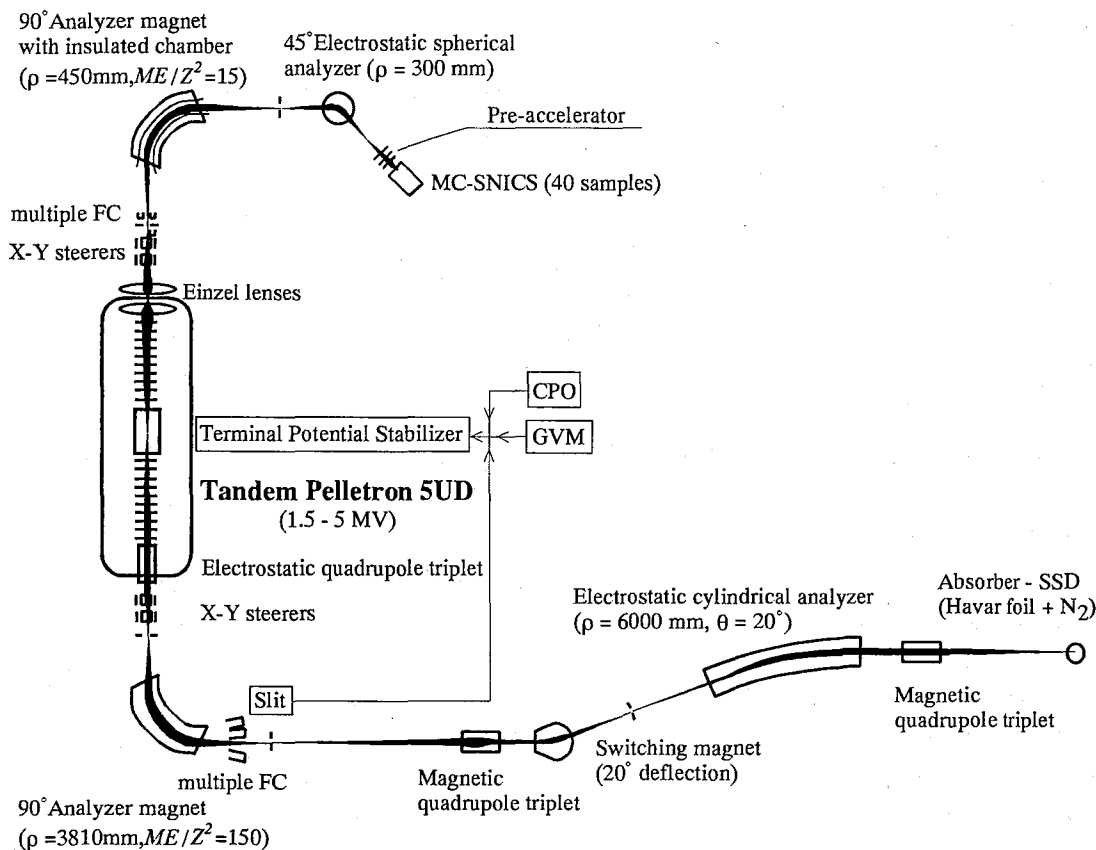 90°Analyzer magnet
with insulated chamber
(ρ =450mm,ME/Z²=15)
45°Electrostatic spherical
analyzer (ρ = 300 mm)
Pre-accelerator
MC-SNICS (40 samples)
multiple FC
X-Y steerers
Einzel lenses
CPO
Terminal Potential Stabilizer
GVM
Tandem Pelletron 5UD
(1.5 - 5 MV)
Electrostatic quadrupole triplet
X-Y steerers
Electrostatic cylindrical analyzer
(ρ = 6000 mm, θ = 20°)
Absorber - SSD
(Havar foil + N₂)
Slit
Magnetic
quadrupole triplet
Switching magnet
(20° deflection)
multiple FC
Magnetic
quadrupole triplet
90°Analyzer magnet
(ρ =3810mm,ME/Z²=150)